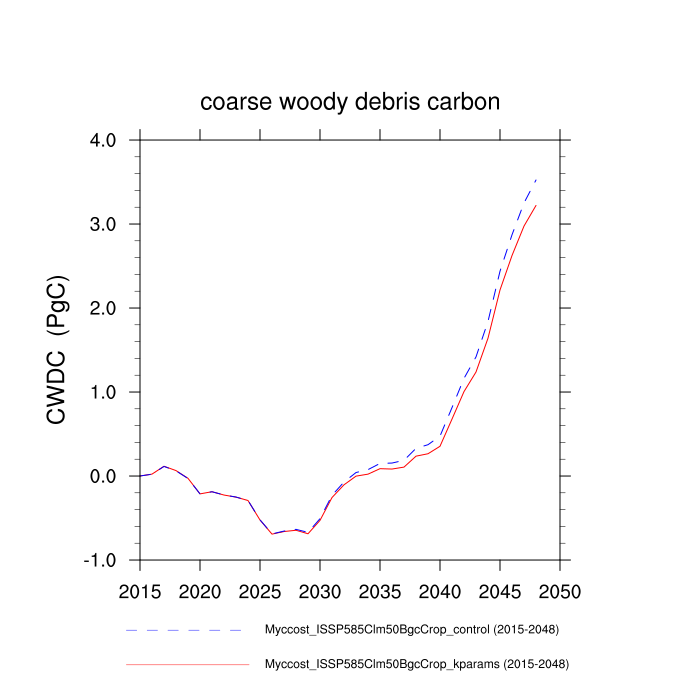 coarse woody debris carbon
4.0
3.0
2.0
1.0
0.0
-1.0
CWDC (PgC)
2015 2020 2025 2030 2035 2040 2045 2050
Myccost_ISSP585Clm50BgcCrop_control (2015-2048)
Myccost_ISSP585Clm50BgcCrop_kparams (2015-2048)